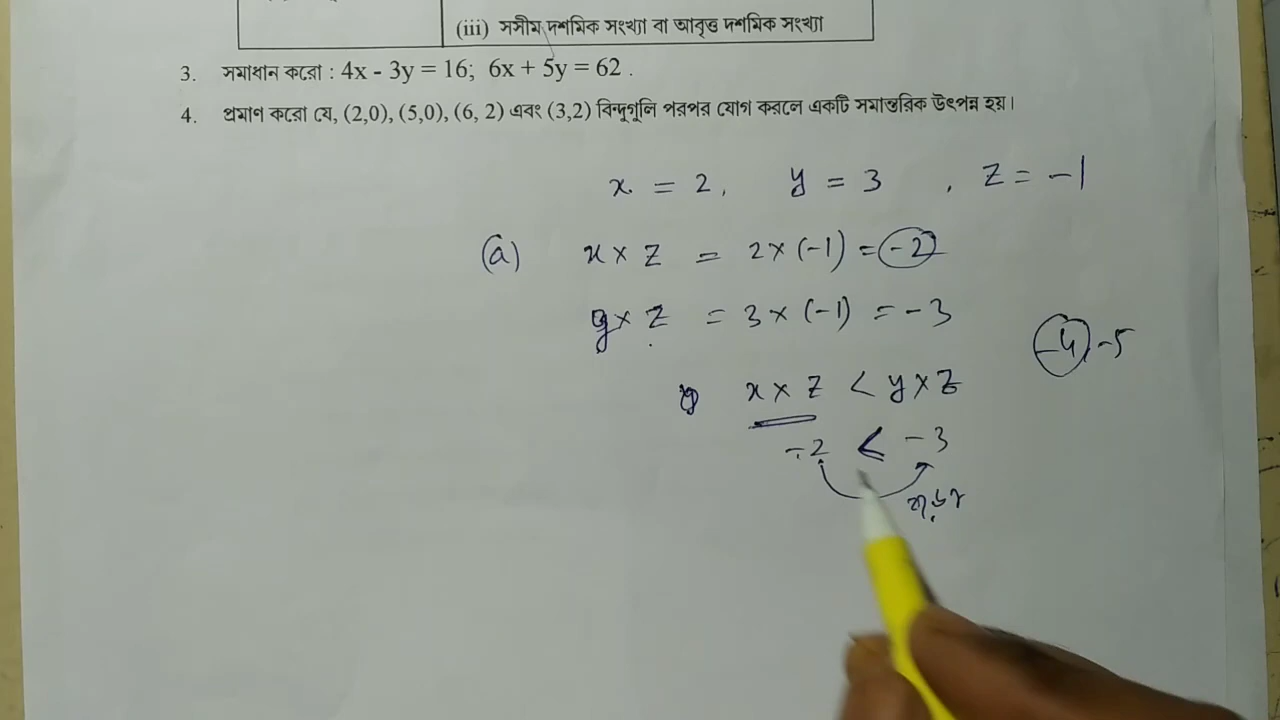 (iii) সসীম দশমিক সংখ্যা বা আবৃত্ত দশমিক সংখ্যা
3. সমাধান করো : 4x - 3y = 16; 6x + 5y = 62 .
4. প্রমাণ করো যে, (2,0), (5,0), (6, 2) এবং (3,2) বিন্দুগুলি পরপর যোগ করলে একটি সামান্তরিক উৎপন্ন হয়।
x = 2, y = 3 , z = -1
(a) x × z = 2 × (-1) = -2
y × z = 3 × (-1) = -3
-4 -5
x × z < y × z
-2 < -3